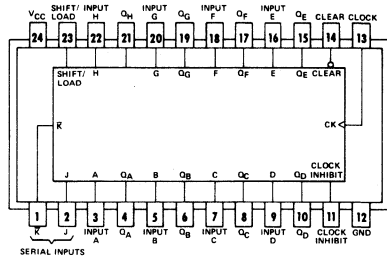 SHIFT/ INPUT INPUT INPUT INPUT
VCC LOAD H QH G QG F QF E QE CLEAR CLOCK
24 23 22 21 20 19 18 17 16 15 14 13
SHIFT/ H G QG F QF E QE CLEAR
LOAD
K̅ CK
CLOCK
J A QA B QB C QC D QD INHIBIT
1 2 3 4 5 6 7 8 9 10 11 12
K̅ J INPUT QA INPUT QB INPUT QC INPUT QD CLOCK GND
A B C D INHIBIT
SERIAL INPUTS